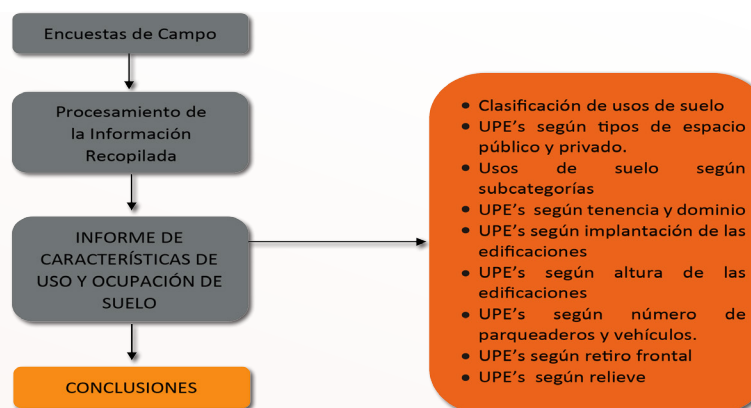 Encuestas de Campo
Procesamiento de
la Información
Recopilada
INFORME DE
CARACTERÍSTICAS DE
USO Y OCUPACIÓN DE
SUELO
CONCLUSIONES
• Clasificación de usos de suelo
• UPE's según tipos de espacio
público y privado.
• Usos de suelo según
subcategorías
• UPE's según tenencia y dominio
• UPE's según implantación de las
edificaciones
• UPE's según altura de las
edificaciones
• UPE's según número de
parqueaderos y vehículos.
• UPE's según retiro frontal
• UPE's según relieve